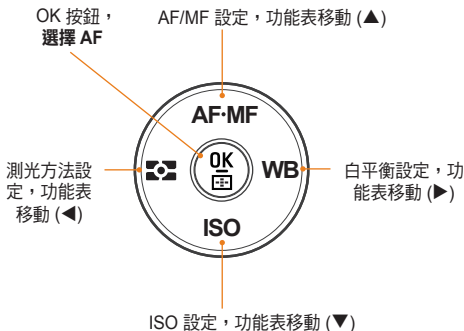 OK 按鈕，
選擇 AF
AF/MF 設定，功能表移動 (▲)
AF·MF
測光方法設
定，功能表
移動 (◀)
OK
WB
白平衡設定，功
能表移動 (▶)
ISO
ISO 設定，功能表移動 (▼)